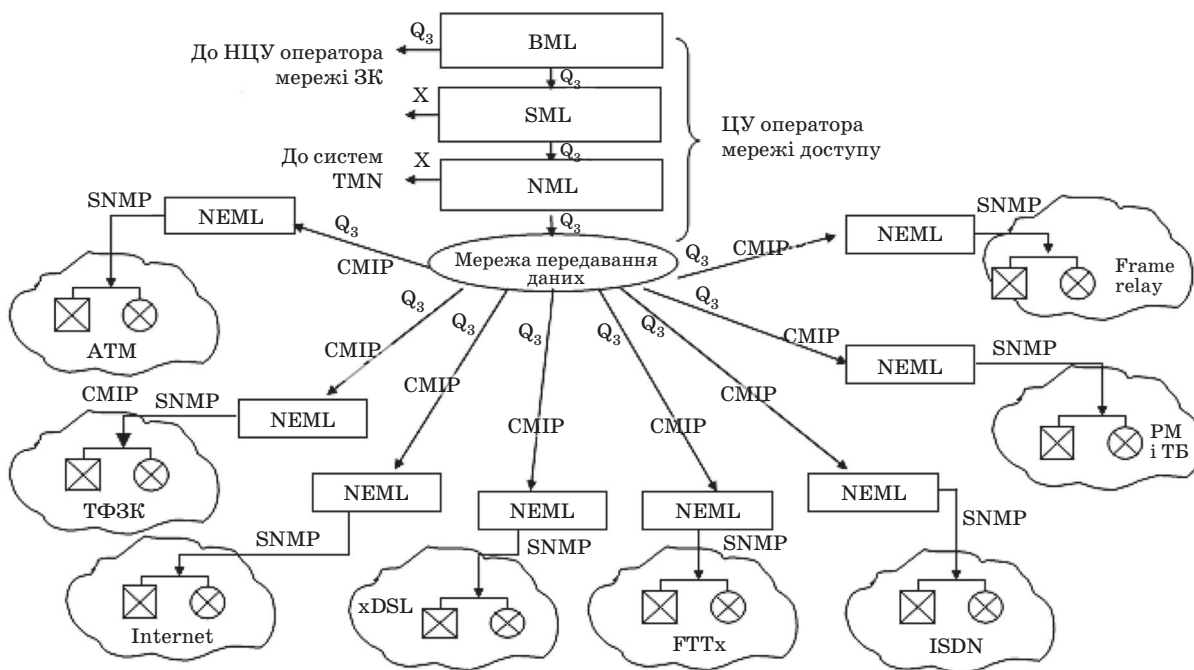 Q3
BML
До НЦУ оператора
мережі ЗК
Q3
X
SML
ЦУ оператора
мережі доступу
Q3
До систем
TMN
X
NML
Q3
SNMP
NEML
Q3
CMIP
Мережа передавання
даних
Q3
CMIP
NEML
SNMP
Frame
relay
ATM
Q3
CMIP
Q3
CMIP
Q3
CMIP
Q3
CMIP
Q3
CMIP
Q3
CMIP
NEML
SNMP
РМ
і ТБ
CMIP
SNMP
NEML
ТФЗК
NEML
SNMP
Internet
NEML
SNMP
xDSL
NEML
SNMP
FTTx
NEML
SNMP
ISDN